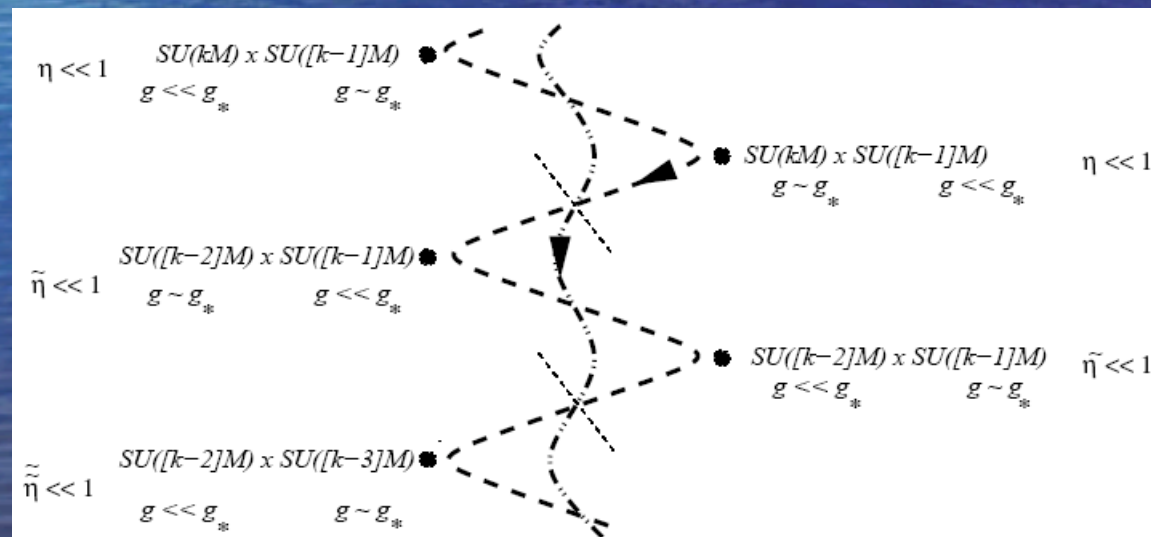 η << 1 SU(kM) x SU([k−1]M)
g << g* g ~ g*
SU(kM) x SU([k−1]M) η << 1
g ~ g* g << g*
η̃ << 1 SU([k−2]M) x SU([k−1]M)
g ~ g* g << g*
SU([k−2]M) x SU([k−1]M) η̃ << 1
g << g* g ~ g*
η̃̃ << 1 SU([k−2]M) x SU([k−3]M)
g << g* g ~ g*